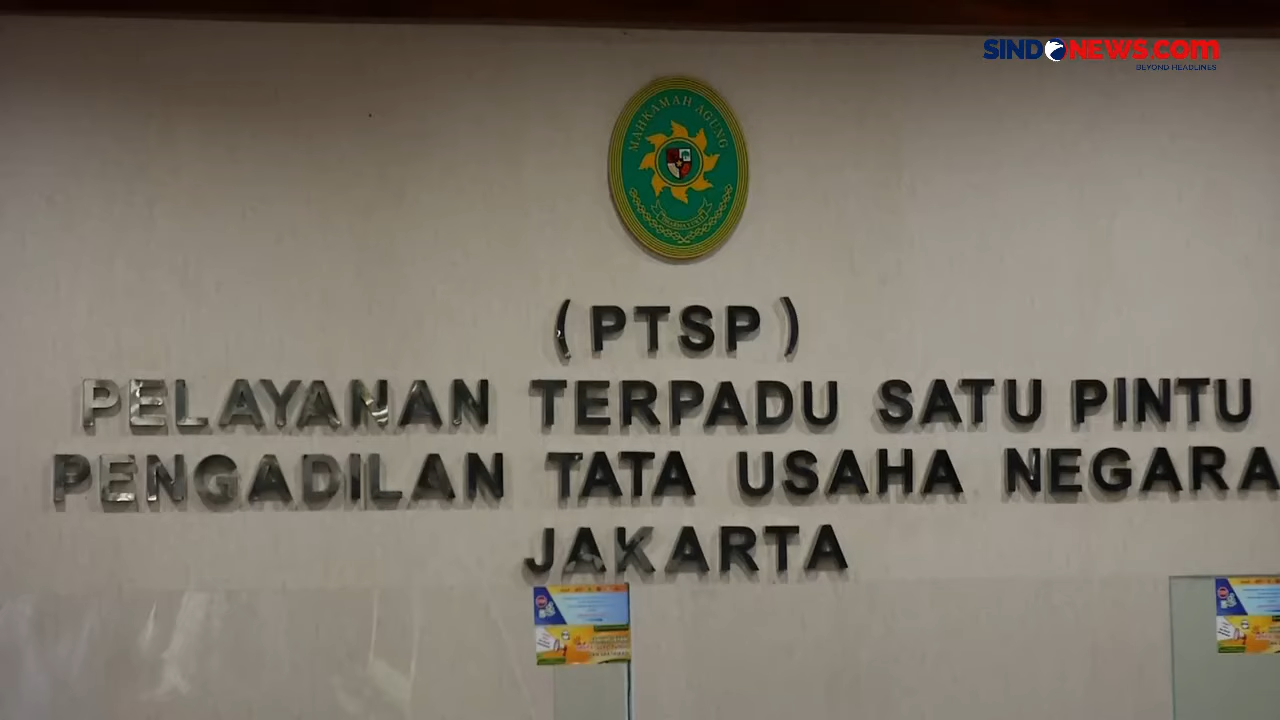 SINDONEWS.com
BEYOND HEADLINES
MAHKAMAH AGUNG
(PTSP)
PELAYANAN TERPADU SATU PINTU
PENGADILAN TATA USAHA NEGARA
JAKARTA